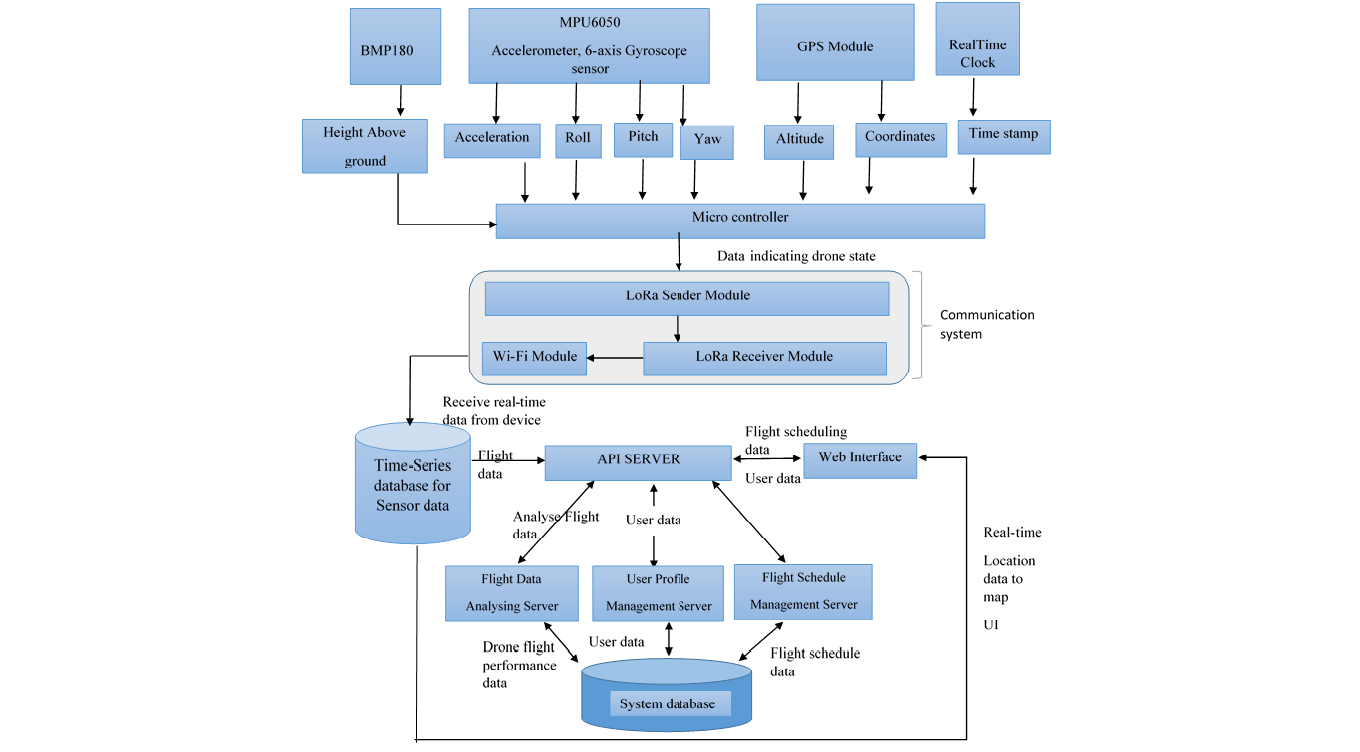 BMP180
MPU6050
Accelerometer, 6-axis Gyroscope
sensor
GPS Module
RealTime
Clock
Height Above
ground
Acceleration
Roll
Pitch
Yaw
Altitude
Coordinates
Time stamp
Micro controller
Data indicating drone state
LoRa Sender Module
Communication
system
Wi-Fi Module
LoRa Receiver Module
Receive real-time
data from device
Time-Series
database for
Sensor data
Flight
data
API SERVER
Flight scheduling
data
User data
Web Interface
Analyse Flight
data
User data
Real-time
Location
data to
map
UI
Flight Data
Analysing Server
User Profile
Management Server
Flight Schedule
Management Server
Drone flight
performance
data
User data
Flight schedule
data
System database